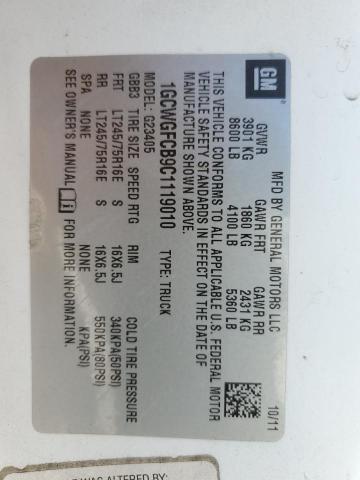 GM
MFD BY GENERAL MOTORS LLC 10/11
GVWR GAWR FRT GAWR RR
3901 KG 1860 KG 2431 KG
8600 LB 4100 LB 5360 LB
THIS VEHICLE CONFORMS TO ALL APPLICABLE U.S. FEDERAL MOTOR
VEHICLE SAFETY STANDARDS IN EFFECT ON THE DATE OF
MANUFACTURE SHOWN ABOVE.
1GCWGFCB9C1119010 TYPE: TRUCK
MODEL: G23405
GBB3 TIRE SIZE SPEED RTG RIM COLD TIRE PRESSURE
FRT LT245/75R16E S 16X6.5J 340KPA(50PSI)
RR LT245/75R16E S 16X6.5J 550KPA(80PSI)
SPA NONE NONE KPA(PSI)
SEE OWNER'S MANUAL FOR MORE INFORMATION.
WAS ALTERED BY: